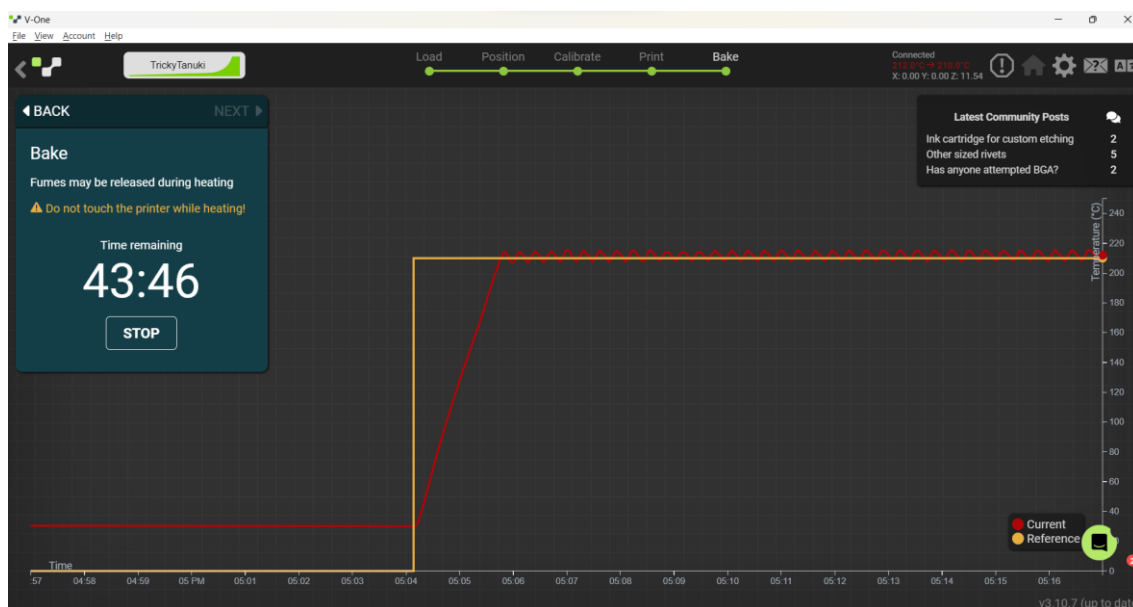 V-One
File View Account Help
TrickyTanuki
Load Position Calibrate Print Bake
Connected
212.0°C → 210.0°C
X: 0.00 Y: 0.00 Z: 11.54
BACK NEXT
Bake
Fumes may be released during heating
Do not touch the printer while heating!
Time remaining
43:46
STOP
Latest Community Posts
Ink cartridge for custom etching 2
Other sized rivets 5
Has anyone attempted BGA? 2
Temperature (°C)
240
220
200
180
160
140
120
100
80
60
40
0
Current
Reference
Time
:57 04:58 04:59 05 PM 05:01 05:02 05:03 05:04 05:05 05:06 05:07 05:08 05:09 05:10 05:11 05:12 05:13 05:14 05:15 05:16
v3.10.7 (up to date